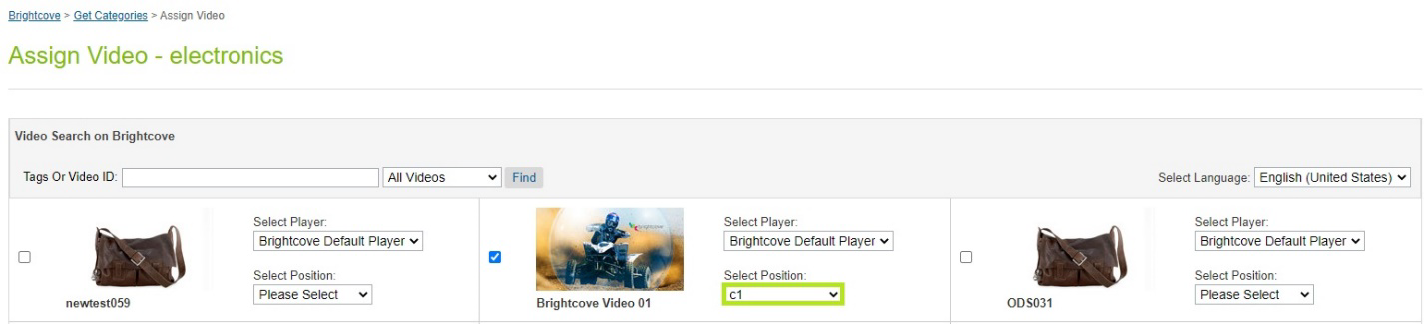 Brightcove > Get Categories > Assign Video
Assign Video - electronics
Video Search on Brightcove
Tags Or Video ID: All Videos Find Select Language: English (United States)
Select Player:
Brightcove Default Player
Select Position:
Please Select
newtest059
Select Player:
Brightcove Default Player
Select Position:
c1
Brightcove Video 01
Select Player:
Brightcove Default Player
Select Position:
Please Select
ODS031